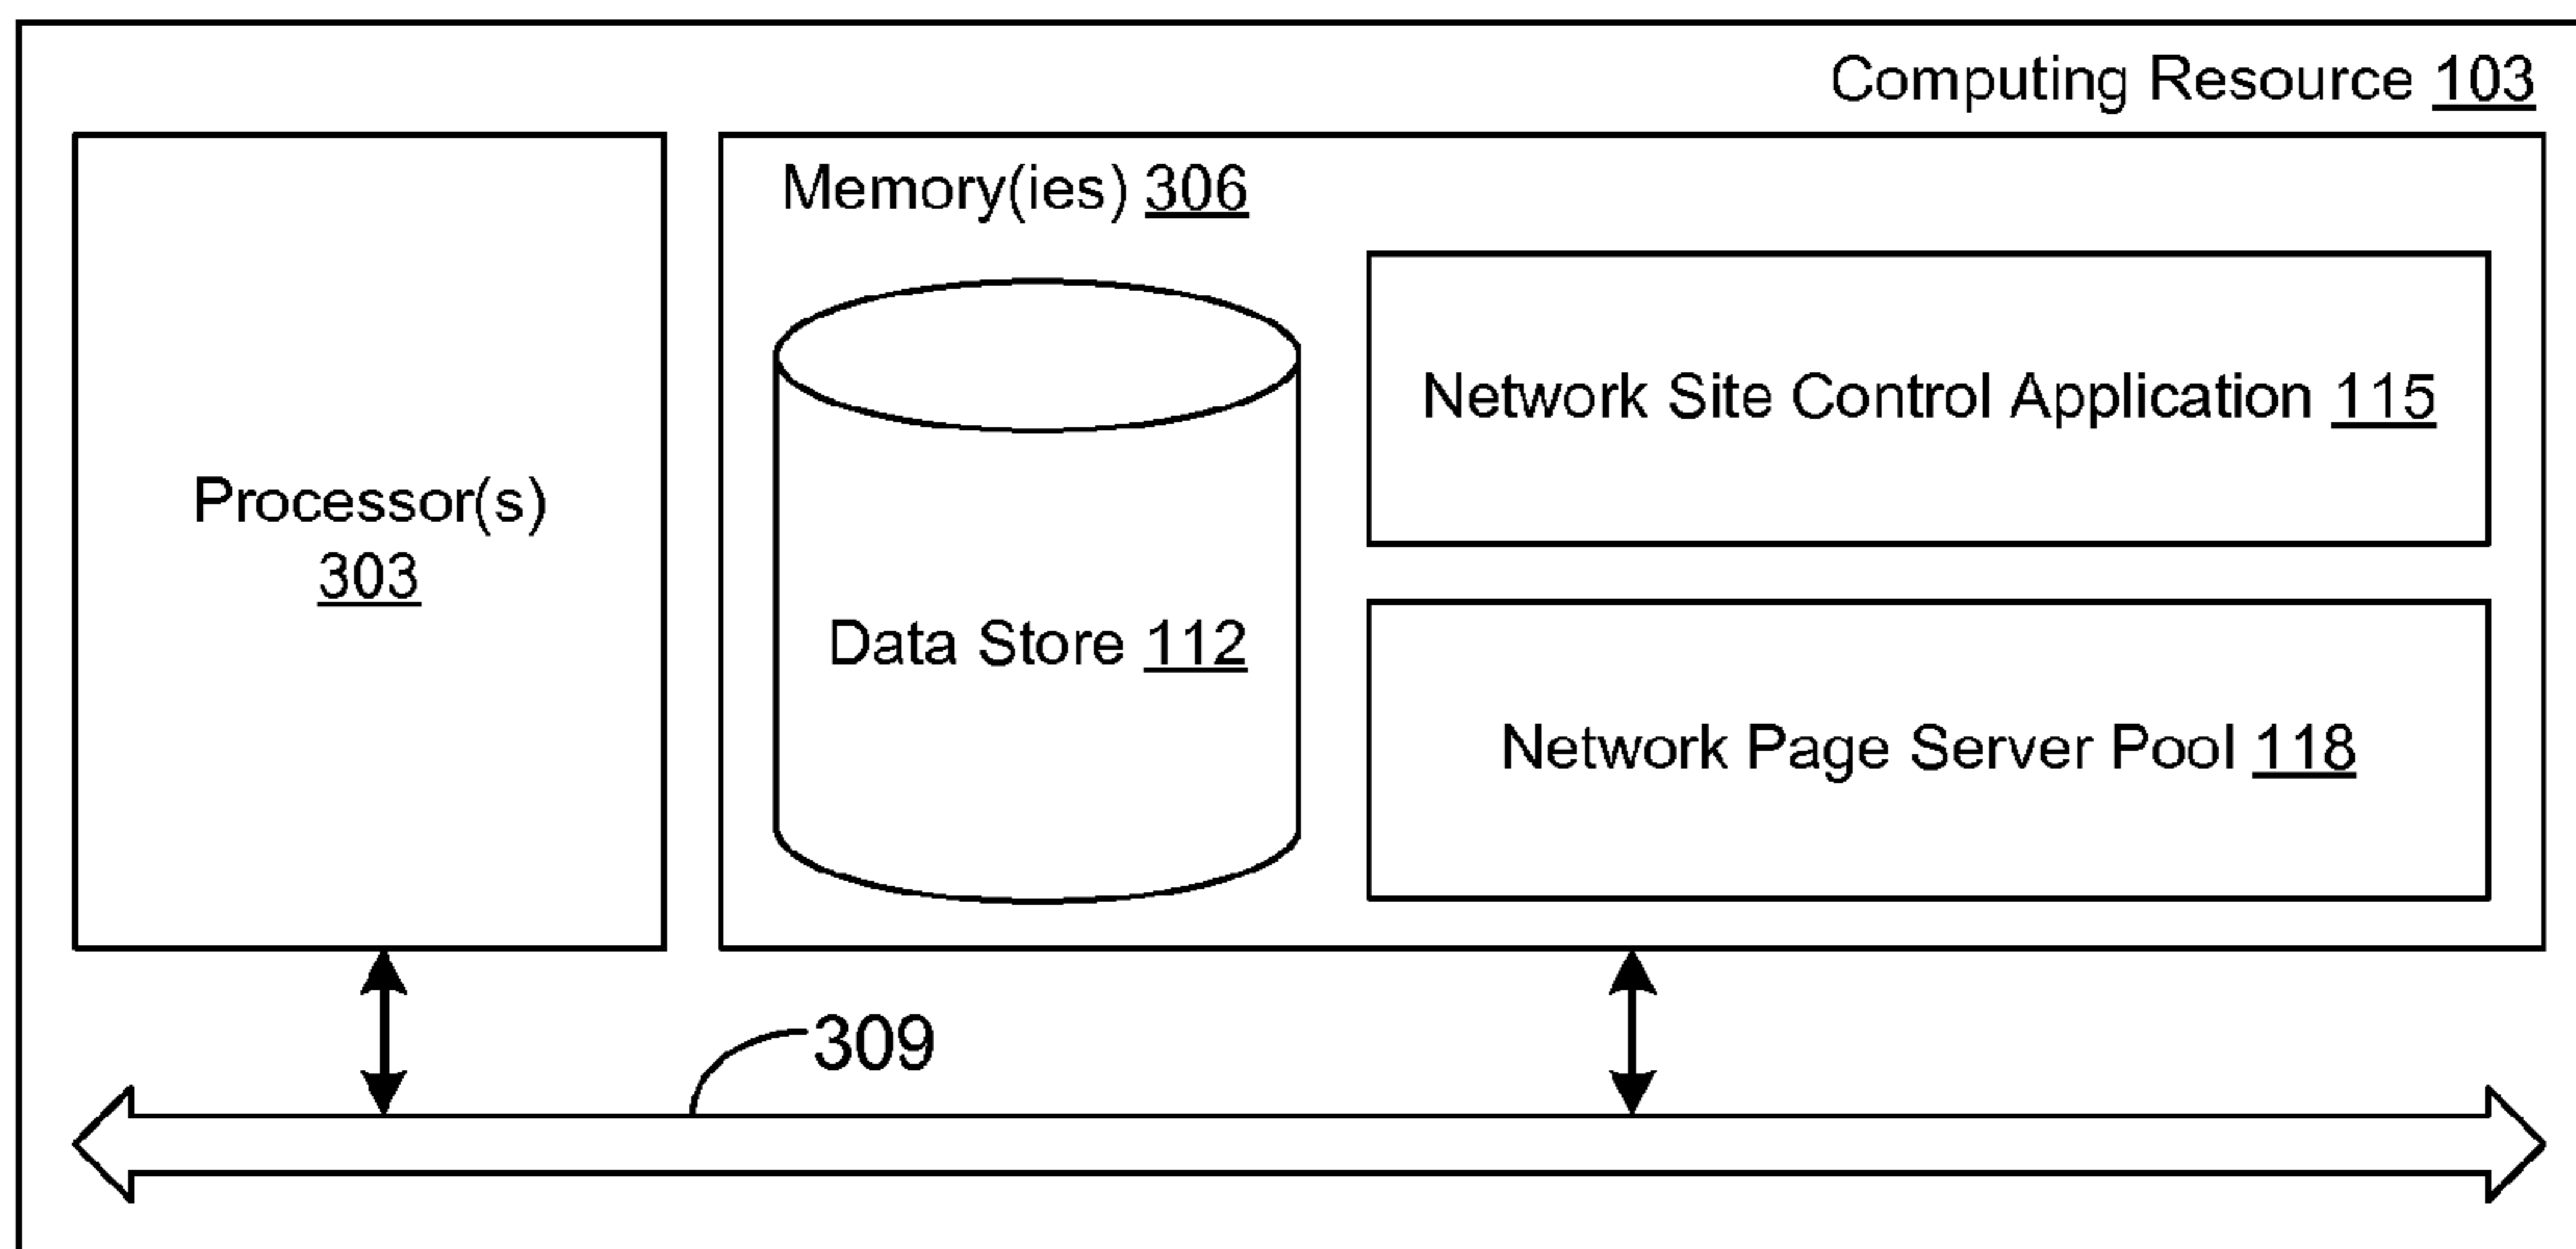 Computing Resource 103
Memory(ies) 306
Processor(s)
303
Data Store 112
Network Site Control Application 115
Network Page Server Pool 118
309